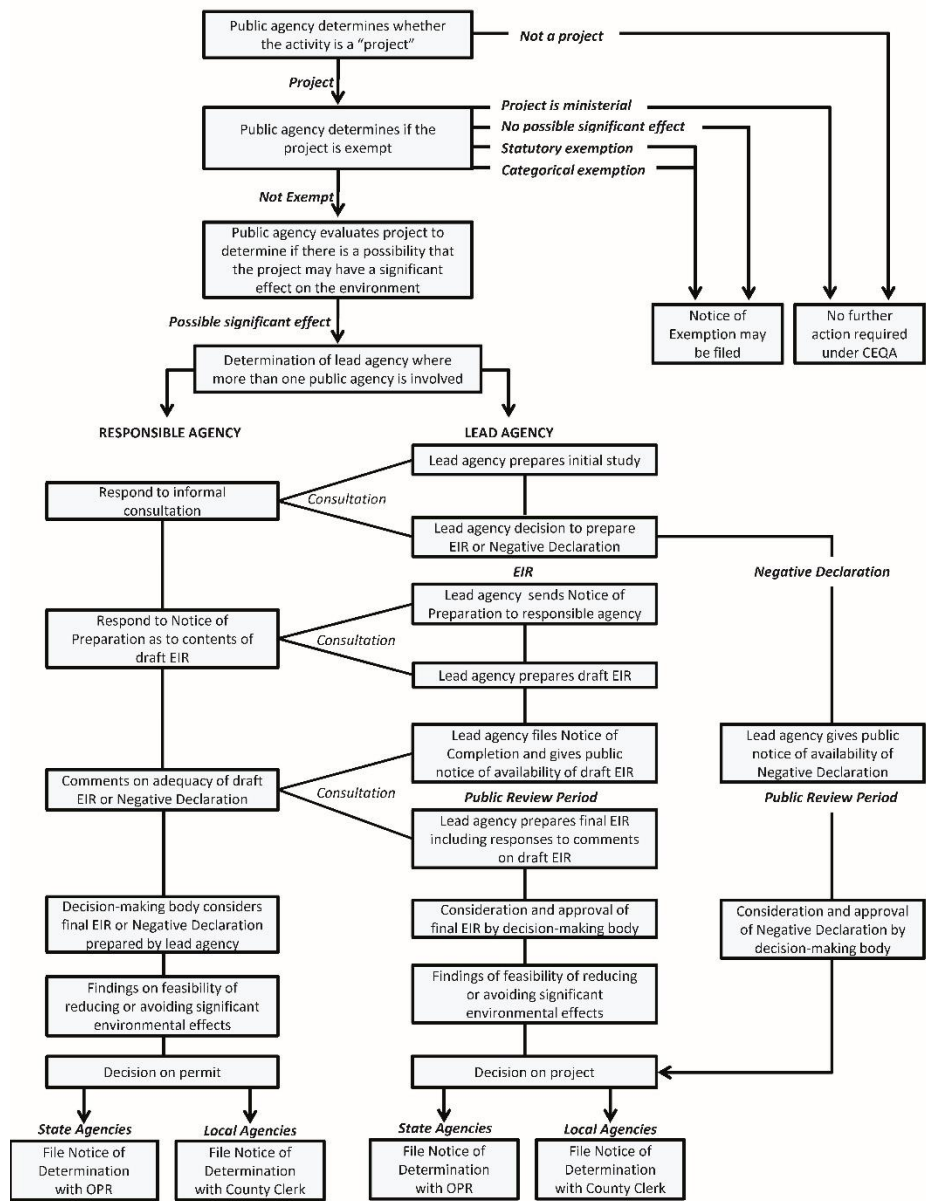 Public agency determines whether
the activity is a “project”
Not a project
Project
Public agency determines if the
project is exempt
Project is ministerial
No possible significant effect
Statutory exemption
Categorical exemption
Not Exempt
Public agency evaluates project to
determine if there is a possibility that
the project may have a significant
effect on the environment
Notice of
Exemption may
be filed
No further
action required
under CEQA
Possible significant effect
Determination of lead agency where
more than one public agency is involved
RESPONSIBLE AGENCY
LEAD AGENCY
Lead agency prepares initial study
Respond to informal
consultation
Consultation
Lead agency decision to prepare
EIR or Negative Declaration
EIR
Negative Declaration
Lead agency sends Notice of
Preparation to responsible agency
Respond to Notice of
Preparation as to contents of
draft EIR
Consultation
Lead agency prepares draft EIR
Lead agency files Notice of
Completion and gives public
notice of availability of draft EIR
Lead agency gives public
notice of availability of
Negative Declaration
Comments on adequacy of draft
EIR or Negative Declaration
Consultation
Public Review Period
Public Review Period
Lead agency prepares final EIR
including responses to comments
on draft EIR
Decision-making body considers
final EIR or Negative Declaration
prepared by lead agency
Consideration and approval of
final EIR by decision-making body
Consideration and approval
of Negative Declaration by
decision-making body
Findings on feasibility of
reducing or avoiding significant
environmental effects
Findings of feasibility of reducing
or avoiding significant
environmental effects
Decision on permit
Decision on project
State Agencies
Local Agencies
State Agencies
Local Agencies
File Notice of
Determination
with OPR
File Notice of
Determination
with County Clerk
File Notice of
Determination
with OPR
File Notice of
Determination
with County Clerk